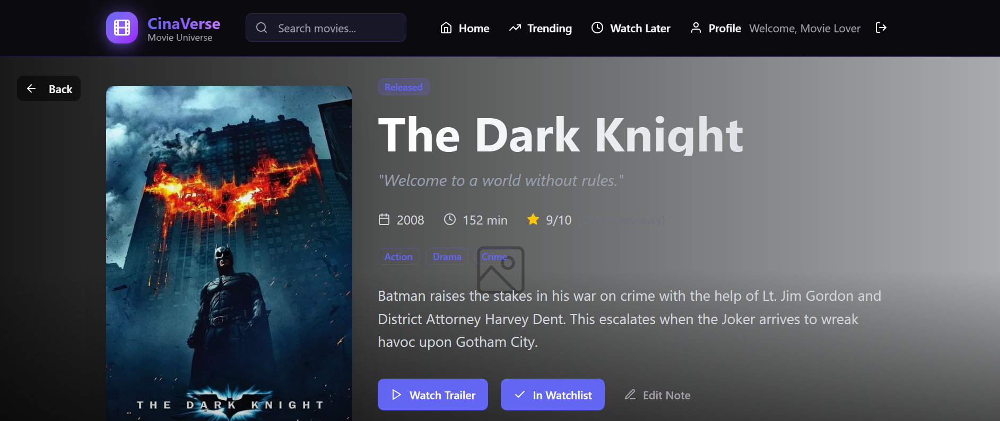 CinaVerse
Movie Universe
Search movies...
Home
Trending
Watch Later
Profile
Welcome, Movie Lover
Back
Released
The Dark Knight
"Welcome to a world without rules."
2008
152 min
9/10
reviews)
Action
Drama
Crime
Batman raises the stakes in his war on crime with the help of Lt. Jim Gordon and
District Attorney Harvey Dent. This escalates when the Joker arrives to wreak
havoc upon Gotham City.
THE DARK KNIGHT
Watch Trailer
In Watchlist
Edit Note